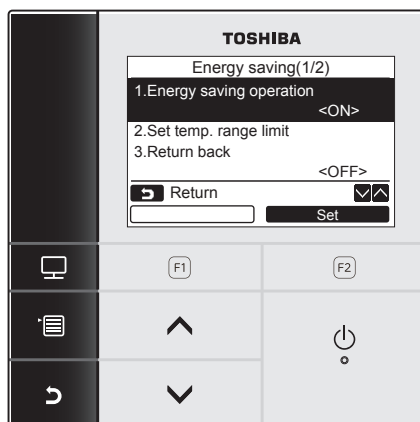 TOSHIBA
Energy saving(1/2)
1.Energy saving operation
<ON>
2.Set temp. range limit
3.Return back
<OFF>
Return
Set
F1
F2